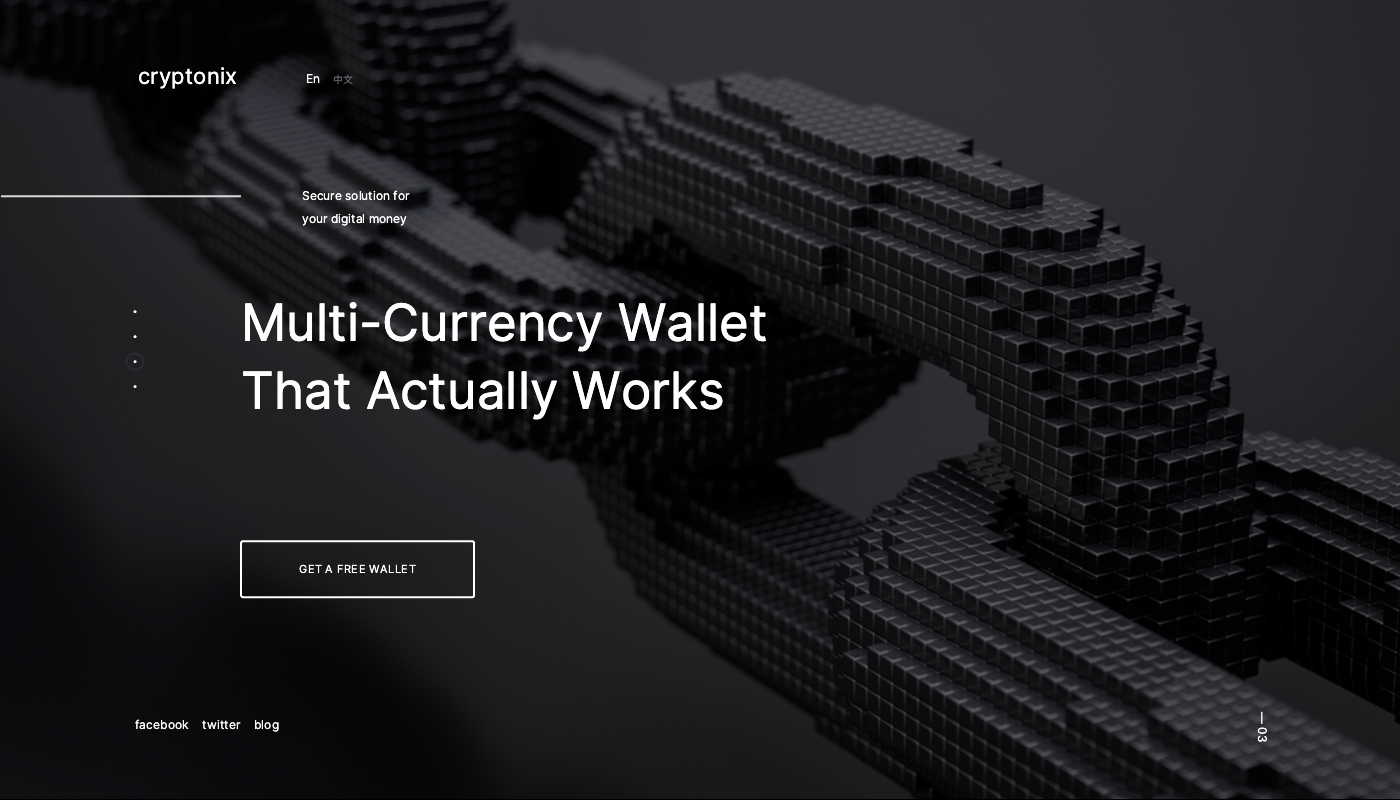 cryptonix
En 中文
Secure solution for
your digital money
Multi-Currency Wallet
That Actually Works
GET A FREE WALLET
facebook twitter blog
—03